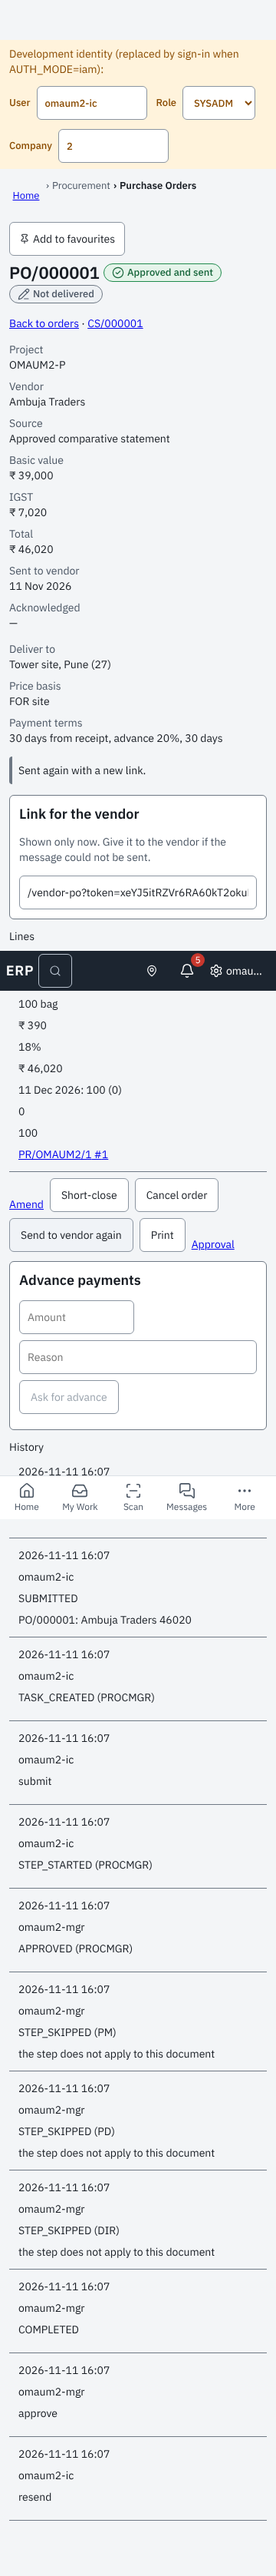 Development identity (replaced by sign-in when
AUTH_MODE=iam):
User omaum2-ic Role SYSADM
Company 2
Home › Procurement › Purchase Orders
Add to favourites
PO/000001 Approved and sent
Not delivered
Back to orders · CS/000001
Project
OMAUM2-P
Vendor
Ambuja Traders
Source
Approved comparative statement
Basic value
₹ 39,000
IGST
₹ 7,020
Total
₹ 46,020
Sent to vendor
11 Nov 2026
Acknowledged
—
Deliver to
Tower site, Pune (27)
Price basis
FOR site
Payment terms
30 days from receipt, advance 20%, 30 days
Sent again with a new link.
Link for the vendor
Shown only now. Give it to the vendor if the
message could not be sent.
/vendor-po?token=xeYJ5itRZVr6RA60kT2oku
Lines
ERP 5 omau...
100 bag
₹ 390
18%
₹ 46,020
11 Dec 2026: 100 (0)
0
100
PR/OMAUM2/1 #1
Amend Short-close Cancel order
Send to vendor again Print Approval
Advance payments
Amount
Reason
Ask for advance
History
2026-11-11 16:07
Home My Work Scan Messages More
2026-11-11 16:07
omaum2-ic
SUBMITTED
PO/000001: Ambuja Traders 46020
2026-11-11 16:07
omaum2-ic
TASK_CREATED (PROCMGR)
2026-11-11 16:07
omaum2-ic
submit
2026-11-11 16:07
omaum2-ic
STEP_STARTED (PROCMGR)
2026-11-11 16:07
omaum2-mgr
APPROVED (PROCMGR)
2026-11-11 16:07
omaum2-mgr
STEP_SKIPPED (PM)
the step does not apply to this document
2026-11-11 16:07
omaum2-mgr
STEP_SKIPPED (PD)
the step does not apply to this document
2026-11-11 16:07
omaum2-mgr
STEP_SKIPPED (DIR)
the step does not apply to this document
2026-11-11 16:07
omaum2-mgr
COMPLETED
2026-11-11 16:07
omaum2-mgr
approve
2026-11-11 16:07
omaum2-ic
resend